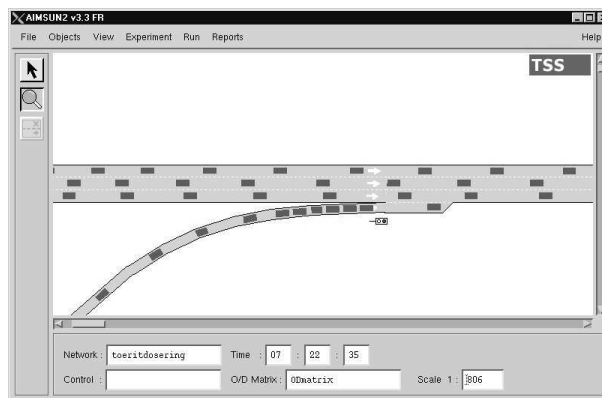 AIMSUN2 v3.3 FR
File Objects View Experiment Run Reports Help
TSS
Network : toeritdosering Time : 07 : 22 : 35
Control : O/D Matrix : ODmatrix Scale 1 : 806